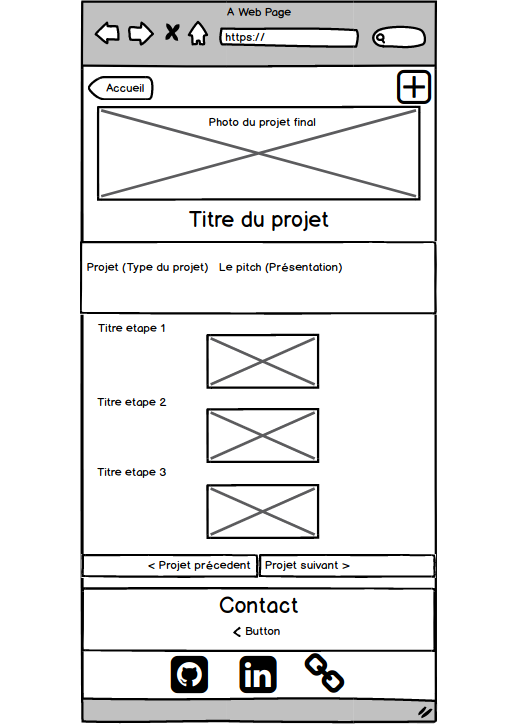 A Web Page
https://
Accueil
Photo du projet final
Titre du projet
Projet (Type du projet) Le pitch (Présentation)
Titre etape 1
Titre etape 2
Titre etape 3
< Projet précedent
Projet suivant >
Contact
< Button
in